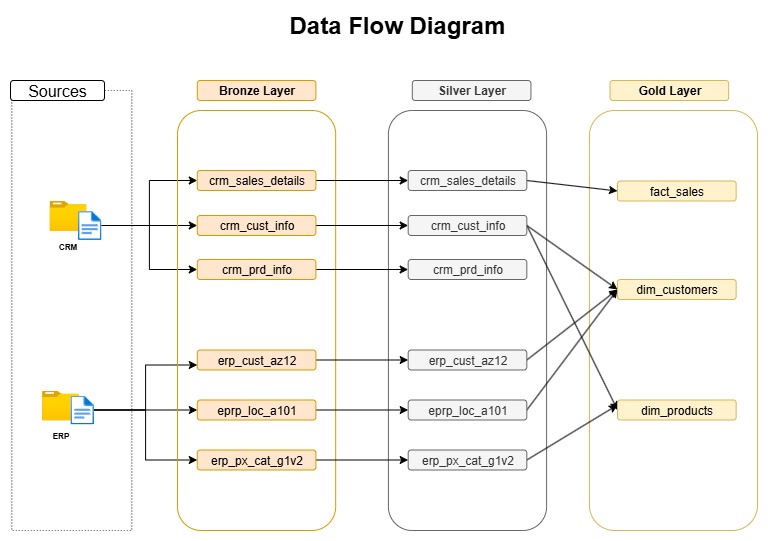 Data Flow Diagram
Sources
Bronze Layer
Silver Layer
Gold Layer
CRM
crm_sales_details
crm_cust_info
crm_prd_info
erp_cust_az12
eprp_loc_a101
erp_px_cat_g1v2
ERP
crm_sales_details
crm_cust_info
crm_prd_info
erp_cust_az12
eprp_loc_a101
erp_px_cat_g1v2
fact_sales
dim_customers
dim_products